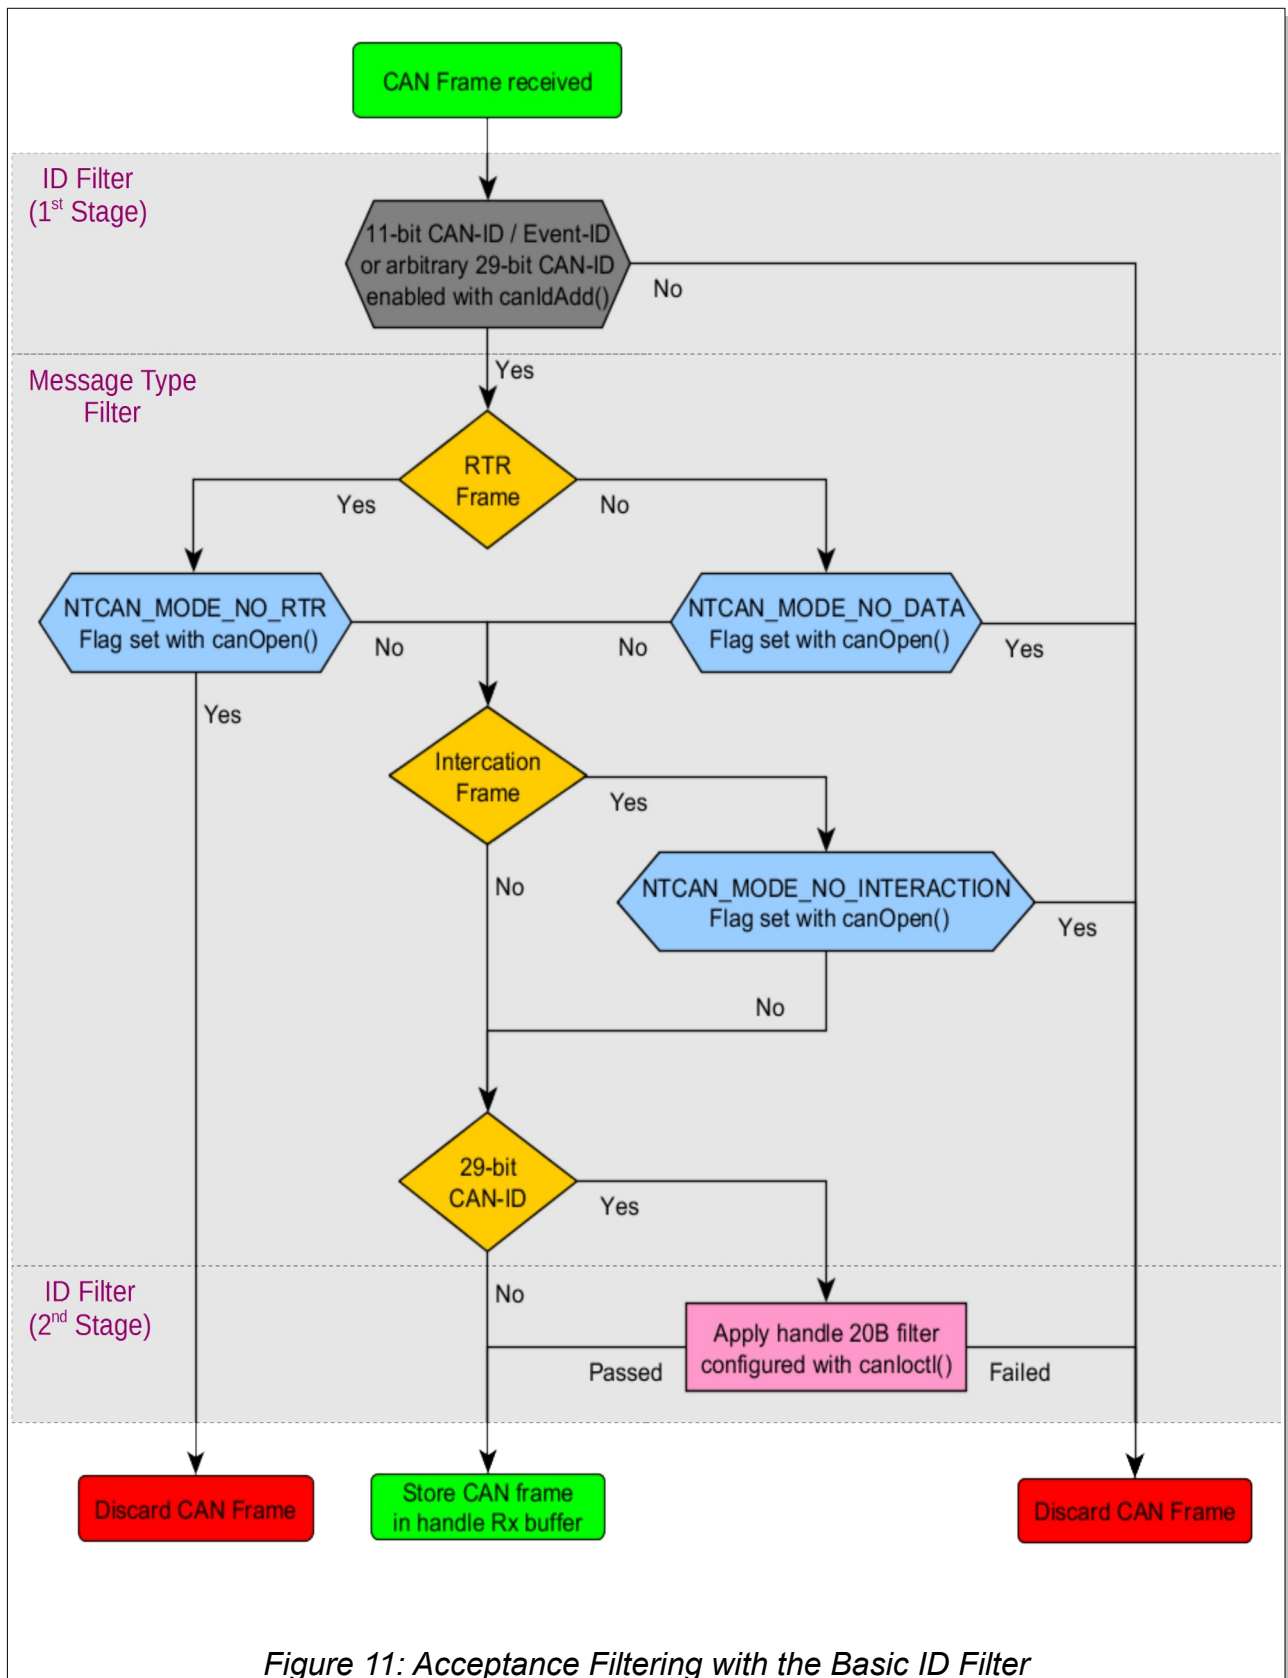 CAN Frame received
ID Filter
(1st Stage)
11-bit CAN-ID / Event-ID
or arbitrary 29-bit CAN-ID
enabled with canIdAdd()
No
Yes
Message Type
Filter
RTR
Frame
Yes
No
NTCAN_MODE_NO_RTR
Flag set with canOpen()
NTCAN_MODE_NO_DATA
Flag set with canOpen()
No
No
Yes
Yes
Intercation
Frame
Yes
No
NTCAN_MODE_NO_INTERACTION
Flag set with canOpen()
Yes
No
29-bit
CAN-ID
Yes
ID Filter
(2nd Stage)
No
Apply handle 20B filter
configured with canIoctl()
Passed
Failed
Discard CAN Frame
Store CAN frame
in handle Rx buffer
Discard CAN Frame
Figure 11: Acceptance Filtering with the Basic ID Filter